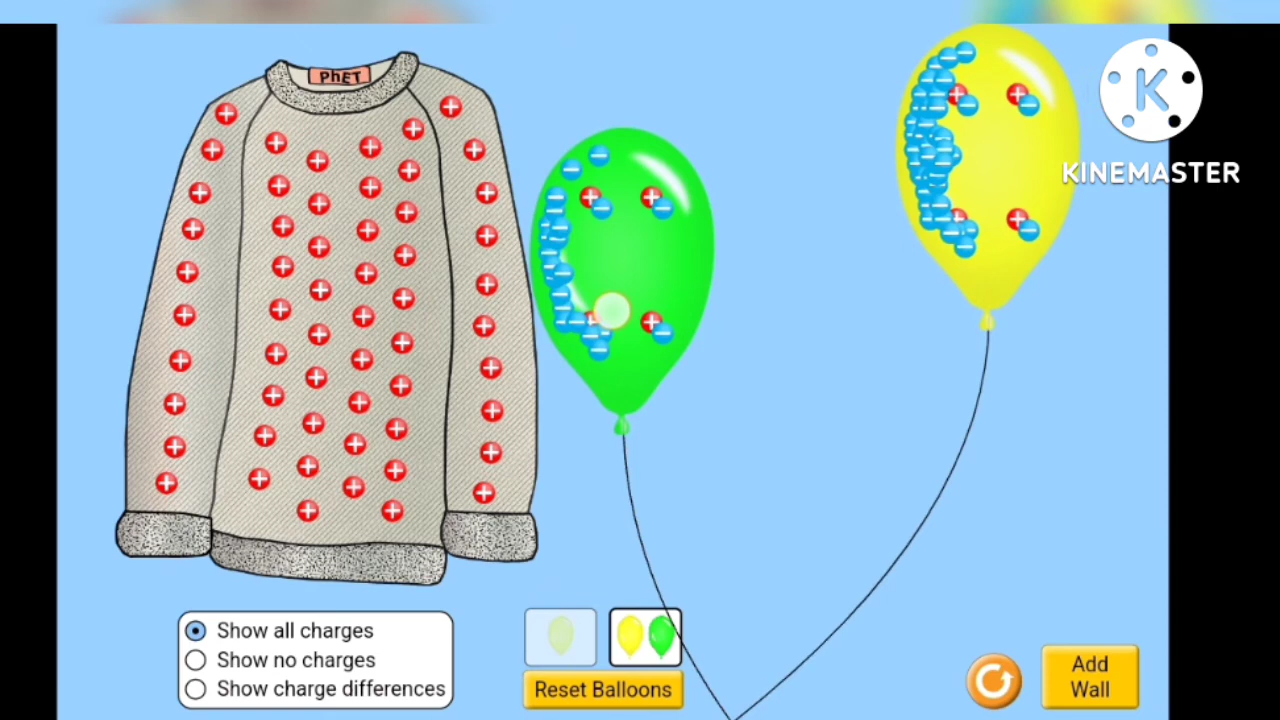 PhET
K
KINEMASTER
Show all charges
Show no charges
Show charge differences
Reset Balloons
Add
Wall